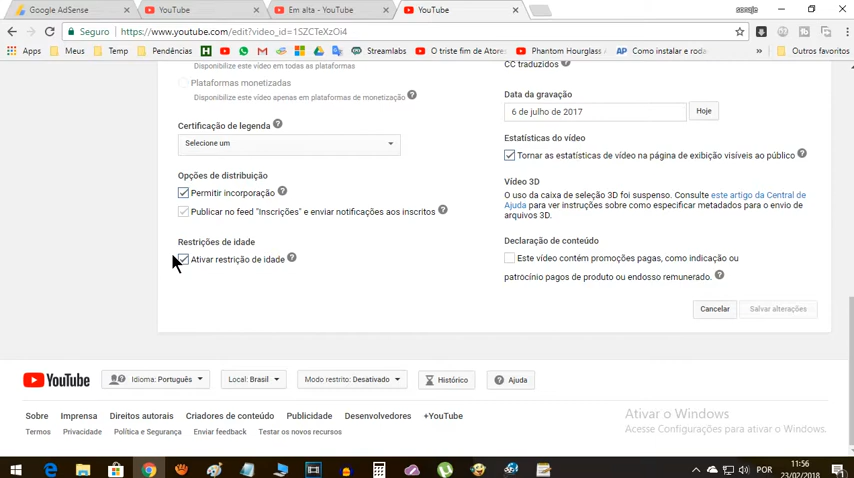 Google AdSense
YouTube
Em alta - YouTube
YouTube
Seguro
https://www.youtube.com/edit?video_id=1SZCTeXzOi4
Apps
Meus
Temp
Pendências
Streamlabs
O triste fim de Atores
Phantom Hourglass
AP Como instalar e roda
Outros favoritos
Disponibilize este vídeo em todas as plataformas
Plataformas monetizadas
Disponibilize este vídeo apenas em plataformas de monetização
Certificação de legenda
Selecione um
Opções de distribuição
Permitir incorporação
Publicar no feed "Inscrições" e enviar notificações aos inscritos
Restrições de idade
Ativar restrição de idade
CC traduzidos
Data da gravação
6 de julho de 2017
Hoje
Estatísticas do vídeo
Tornar as estatísticas de vídeo na página de exibição visíveis ao público
Vídeo 3D
O uso da caixa de seleção 3D foi suspenso. Consulte este artigo da Central de
Ajuda para ver instruções sobre como especificar metadados para o envio de
arquivos 3D.
Declaração de conteúdo
Este vídeo contém promoções pagas, como indicação ou
patrocínio pagos de produto ou endosso remunerado.
Cancelar
Salvar alterações
YouTube
Idioma: Português
Local: Brasil
Modo restrito: Desativado
Histórico
Ajuda
Sobre
Imprensa
Direitos autorais
Criadores de conteúdo
Publicidade
Desenvolvedores
+YouTube
Termos
Privacidade
Política e Segurança
Enviar feedback
Testar os novos recursos
Ativar o Windows
Acesse Configurações para ativar o Windows.
POR
11:56
23/02/2018